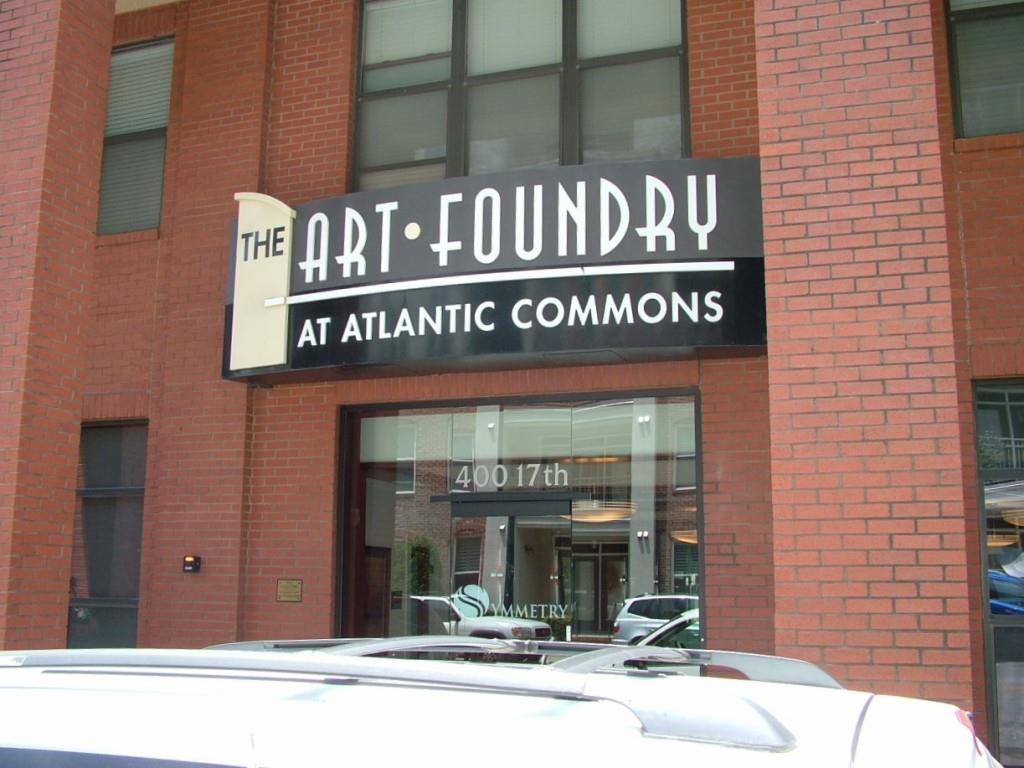 THE ART · FOUNDRY
AT ATLANTIC COMMONS
400 17th
SYMMETRY